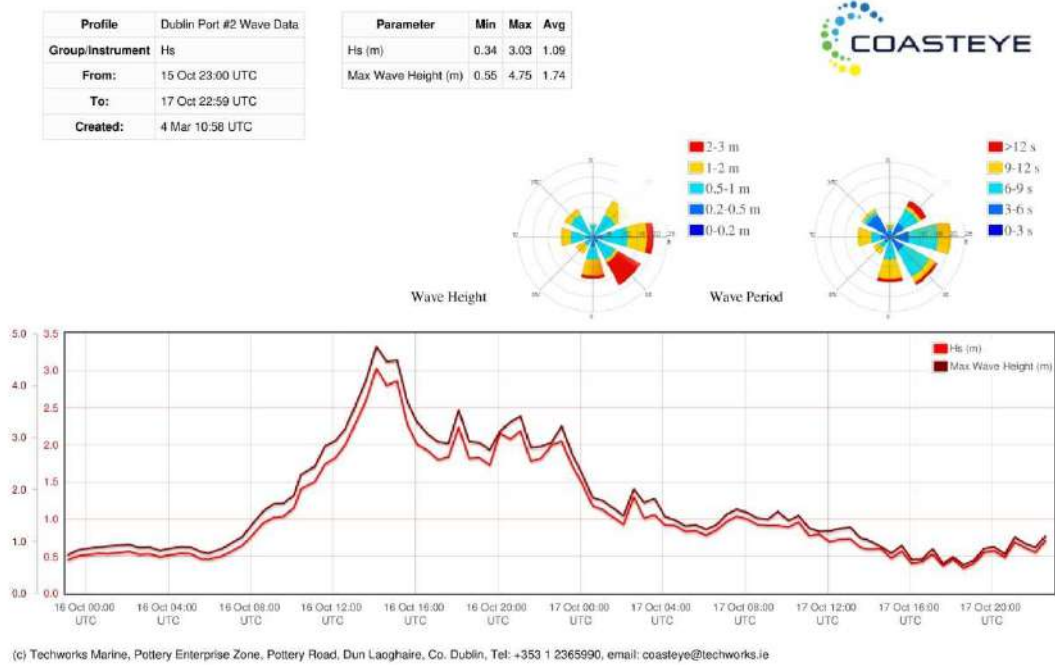 Profile Dublin Port #2 Wave Data
Group/Instrument Hs
From: 15 Oct 23:00 UTC
To: 17 Oct 22:59 UTC
Created: 4 Mar 10:58 UTC
Parameter Min Max Avg
Hs (m) 0.34 3.03 1.09
Max Wave Height (m) 0.55 4.75 1.74
COASTEYE
2-3 m
1-2 m
0.5-1 m
0.2-0.5 m
0-0.2 m
Wave Height
>12 s
9-12 s
6-9 s
3-6 s
0-3 s
Wave Period
5.0 3.5
3.0
4.0
2.5
3.0 2.0
1.5
2.0
1.0
1.0
0.5
0.0 0.0
Hs (m)
Max Wave Height (m)
16 Oct 00:00 16 Oct 04:00 16 Oct 08:00 16 Oct 12:00 16 Oct 16:00 16 Oct 20:00 17 Oct 00:00 17 Oct 04:00 17 Oct 08:00 17 Oct 12:00 17 Oct 16:00 17 Oct 20:00
UTC UTC UTC UTC UTC UTC UTC UTC UTC UTC UTC UTC
(c) Techworks Marine, Pottery Enterprise Zone, Pottery Road, Dun Laoghaire, Co. Dublin, Tel: +353 1 2365990, email: coasteye@techworks.ie